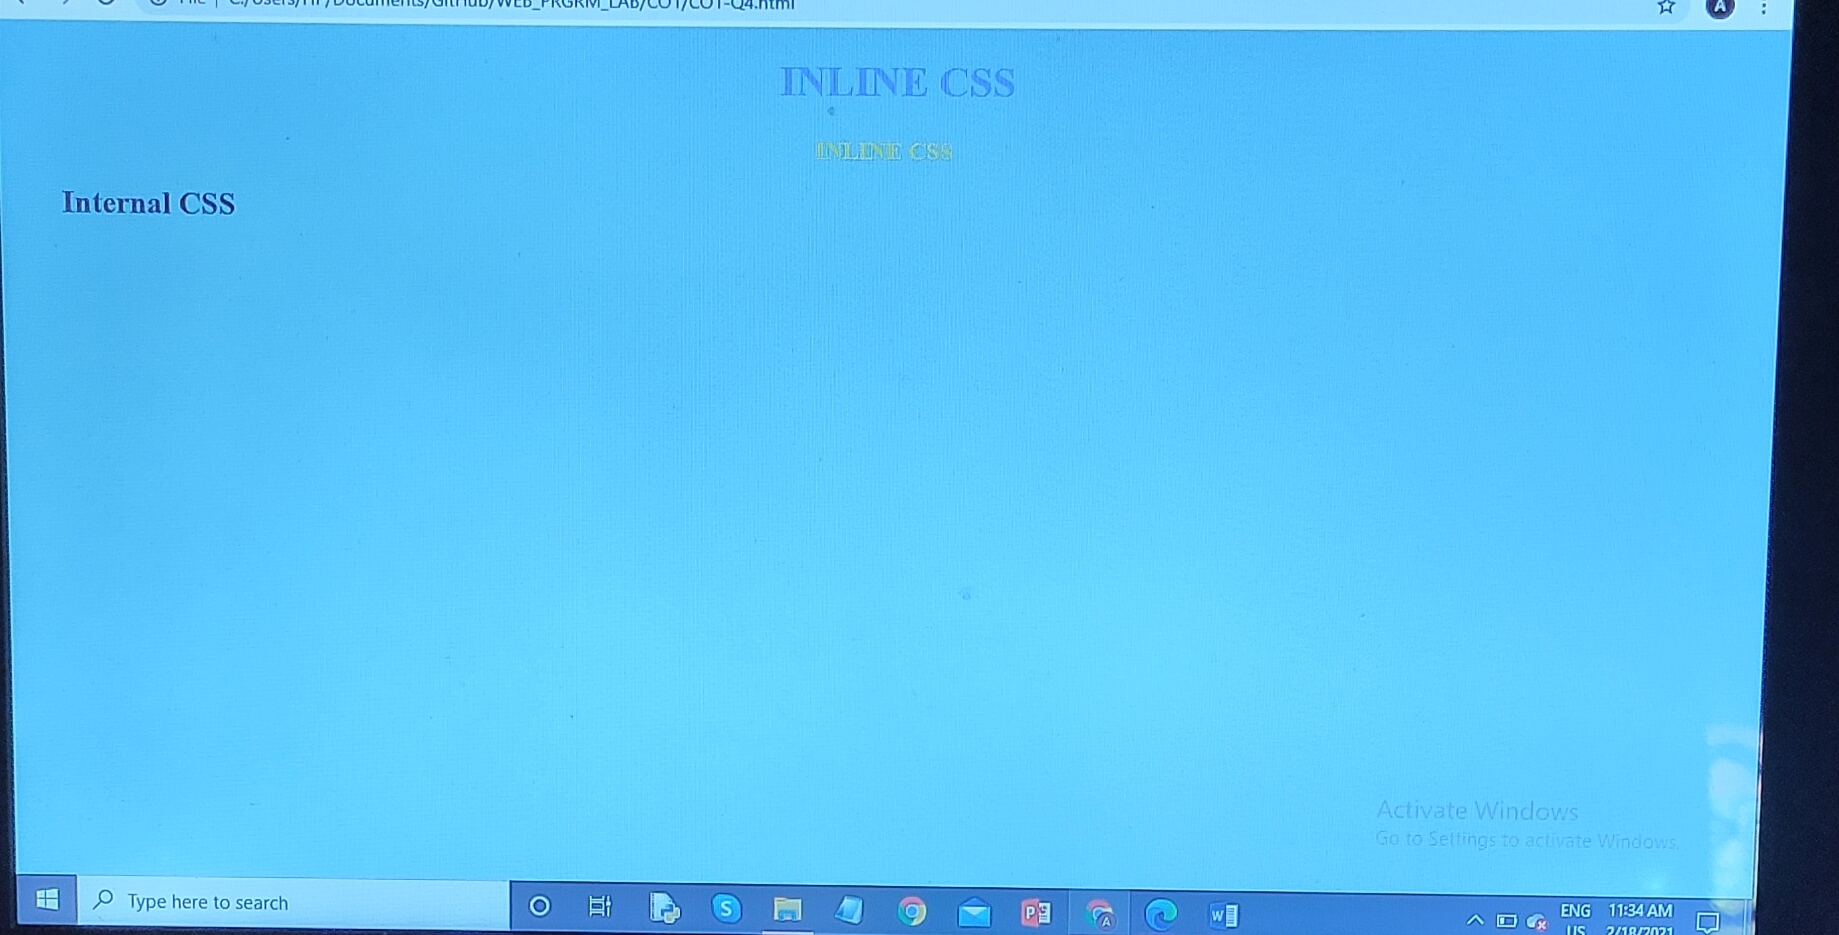 File | C:/Users/HP/Documents/GitHub/WEB_PRGRM_LAB/CO1/CO1-Q4.html
A
INLINE CSS
INLINE CSS
Internal CSS
Activate Windows
Go to Settings to activate Windows.
Type here to search
ENG 11:34 AM
US 2/18/2021